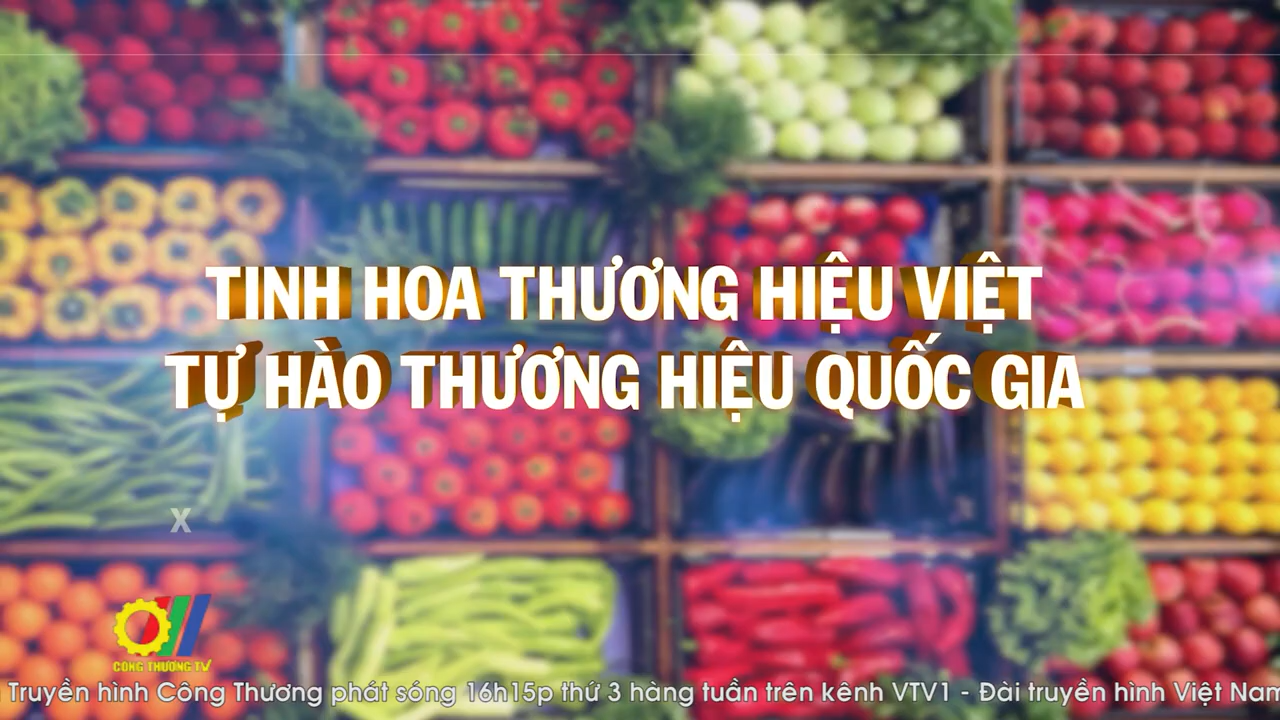 TINH HOA THƯƠNG HIỆU VIỆT
TỰ HÀO THƯƠNG HIỆU QUỐC GIA
X
CÔNG THƯƠNG TV
Truyền hình Công Thương phát sóng 16h15p thứ 3 hàng tuần trên kênh VTV1 - Đài truyền hình Việt Nam